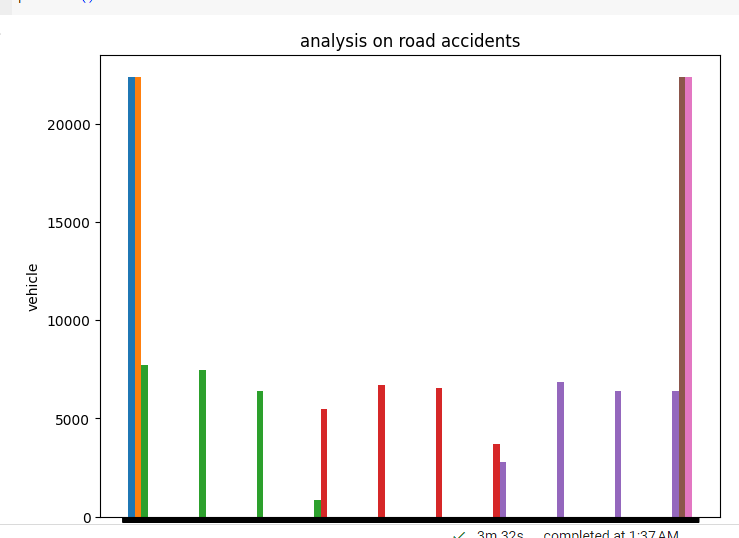 analysis on road accidents
20000
15000
vehicle
10000
5000
0
3m 32s completed at 1:37 AM